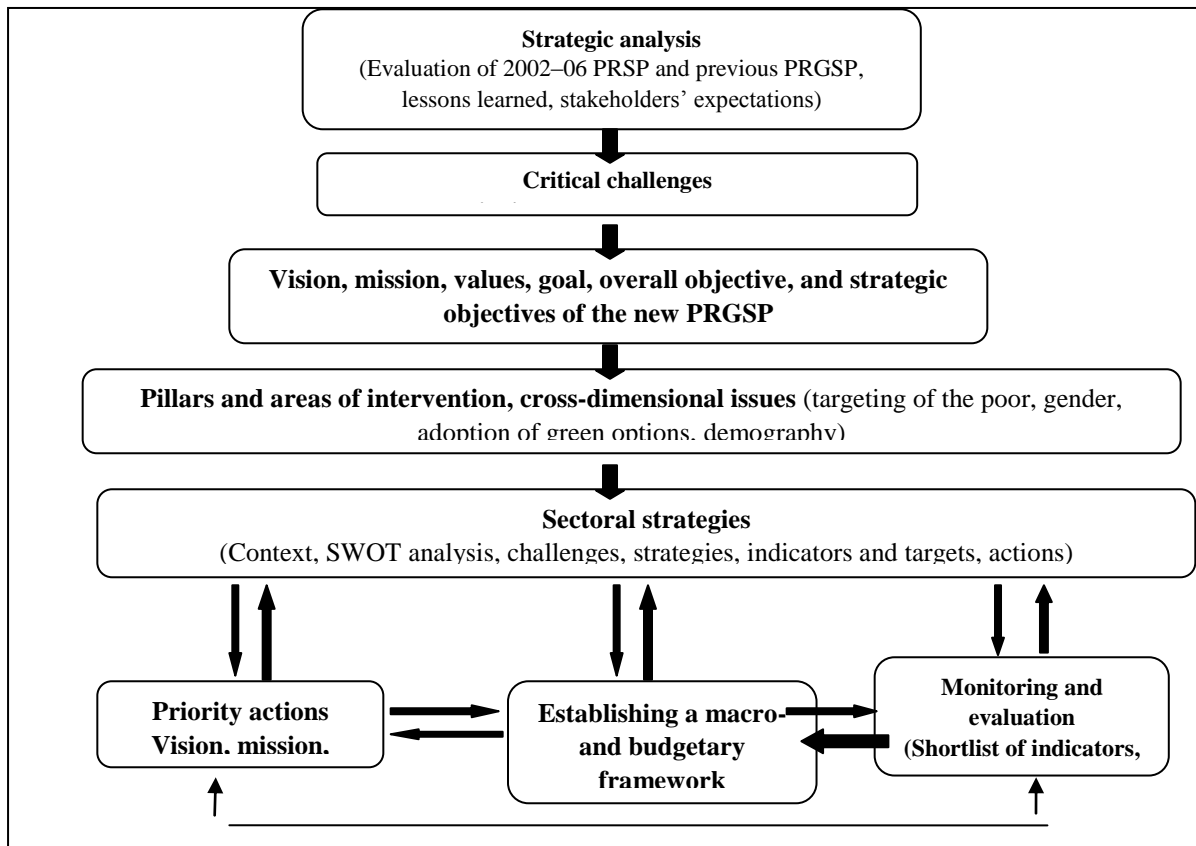 Strategic analysis
(Evaluation of 2002–06 PRSP and previous PRGSP,
lessons learned, stakeholders’ expectations)
Critical challenges
Vision, mission, values, goal, overall objective, and strategic
objectives of the new PRGSP
Pillars and areas of intervention, cross-dimensional issues (targeting of the poor, gender,
adoption of green options, demography)
Sectoral strategies
(Context, SWOT analysis, challenges, strategies, indicators and targets, actions)
Priority actions
Vision, mission,
Establishing a macro-
and budgetary
framework
Monitoring and
evaluation
(Shortlist of indicators,